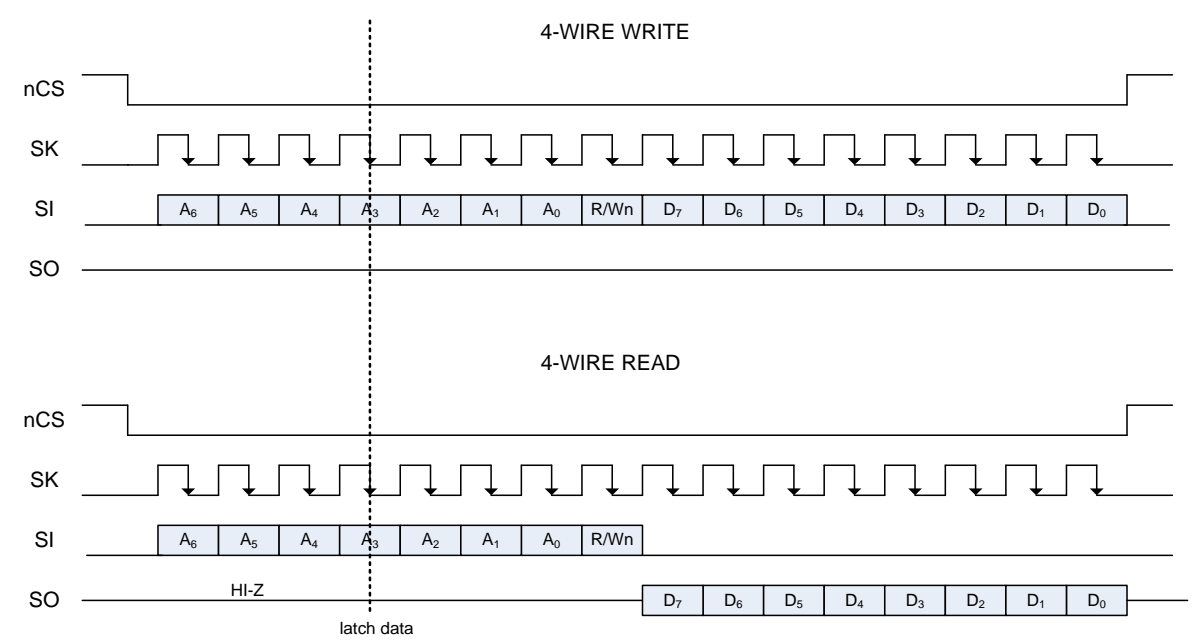 4-WIRE WRITE
nCS
SK
SI A₆ A₅ A₄ A₃ A₂ A₁ A₀ R/Wn D₇ D₆ D₅ D₄ D₃ D₂ D₁ D₀
SO
4-WIRE READ
nCS
SK
SI A₆ A₅ A₄ A₃ A₂ A₁ A₀ R/Wn
SO HI-Z D₇ D₆ D₅ D₄ D₃ D₂ D₁ D₀
latch data